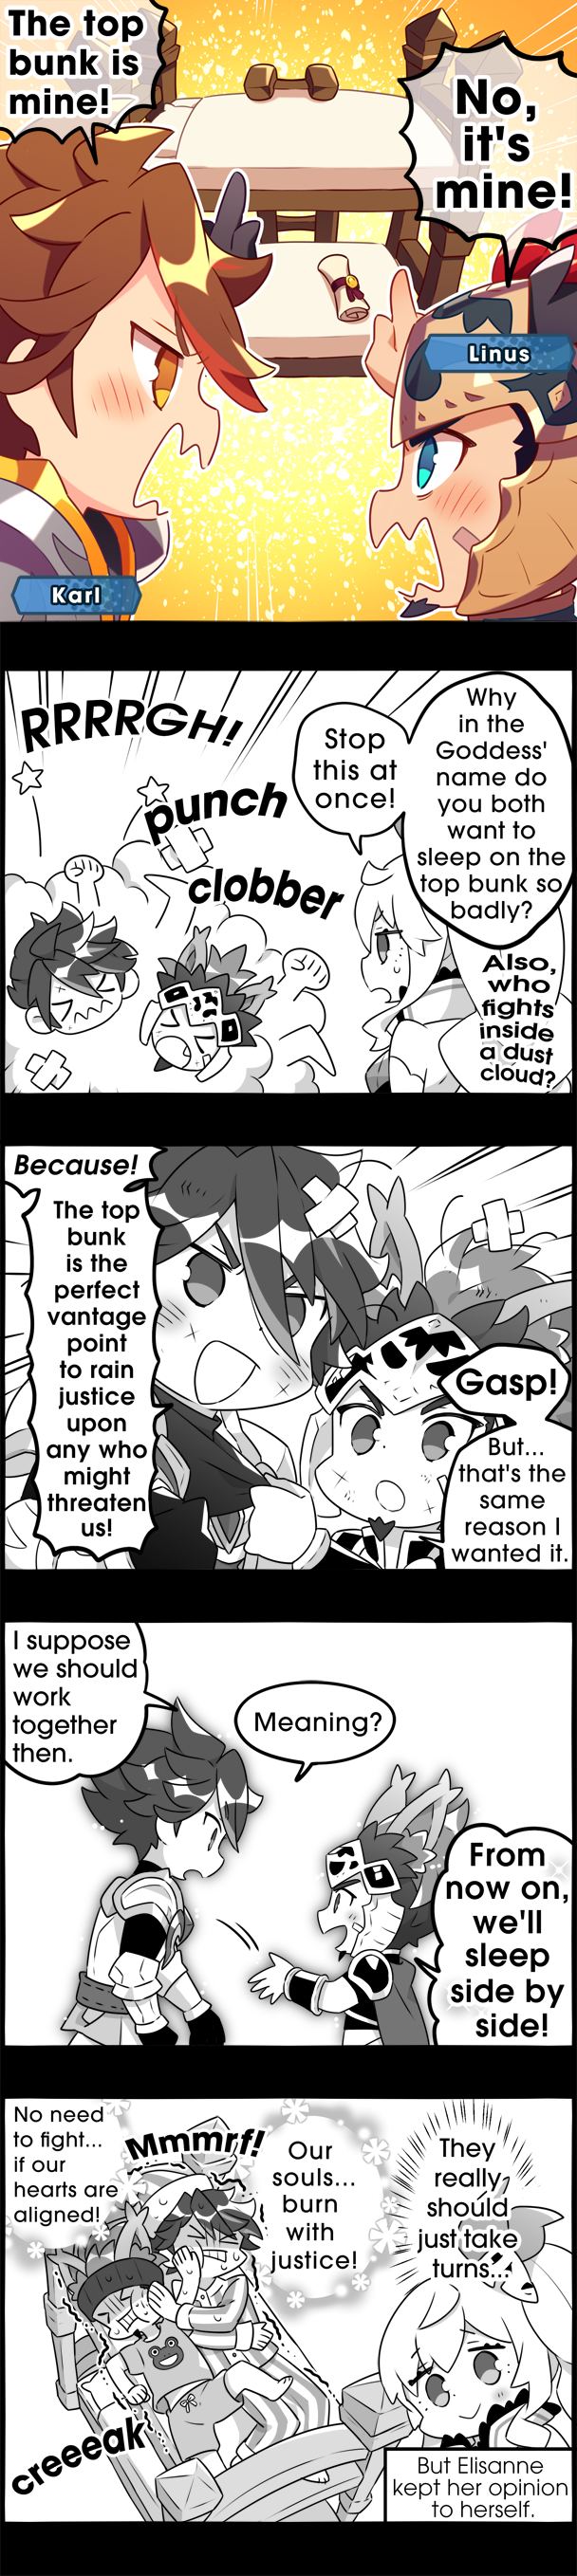 The top
bunk is
mine!
No,
it's
mine!
Linus
Karl
RRRRGH!
punch
clobber
Stop
this at
once!
Why
in the
Goddess'
name do
you both
want to
sleep on the
top bunk so
badly?
Also,
who
fights
inside
a dust
cloud?
Because!
The top
bunk
is the
perfect
vantage
point
to rain
justice
upon
any who
might
threaten
us!
Gasp!
But...
that's the
same
reason I
wanted it.
I suppose
we should
work
together
then.
Meaning?
From
now on,
we'll
sleep
side by
side!
No need
to fight...
if our
hearts are
aligned!
Mmmrf!
Our
souls...
burn
with
justice!
They
really
should
just take
turns...
creeeak
But Elisanne
kept her opinion
to herself.